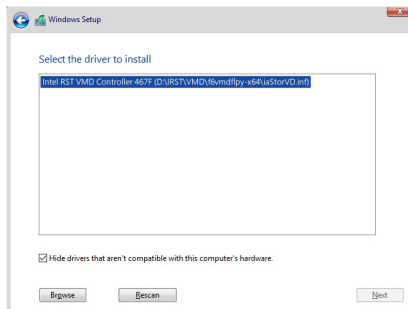 Windows Setup
Select the driver to install
Intel RST VMD Controller 467F (D:\IRST\VMD\f6vmdflpy-x64\iaStorVD.inf)
Hide drivers that aren't compatible with this computer's hardware.
Browse
Rescan
Next